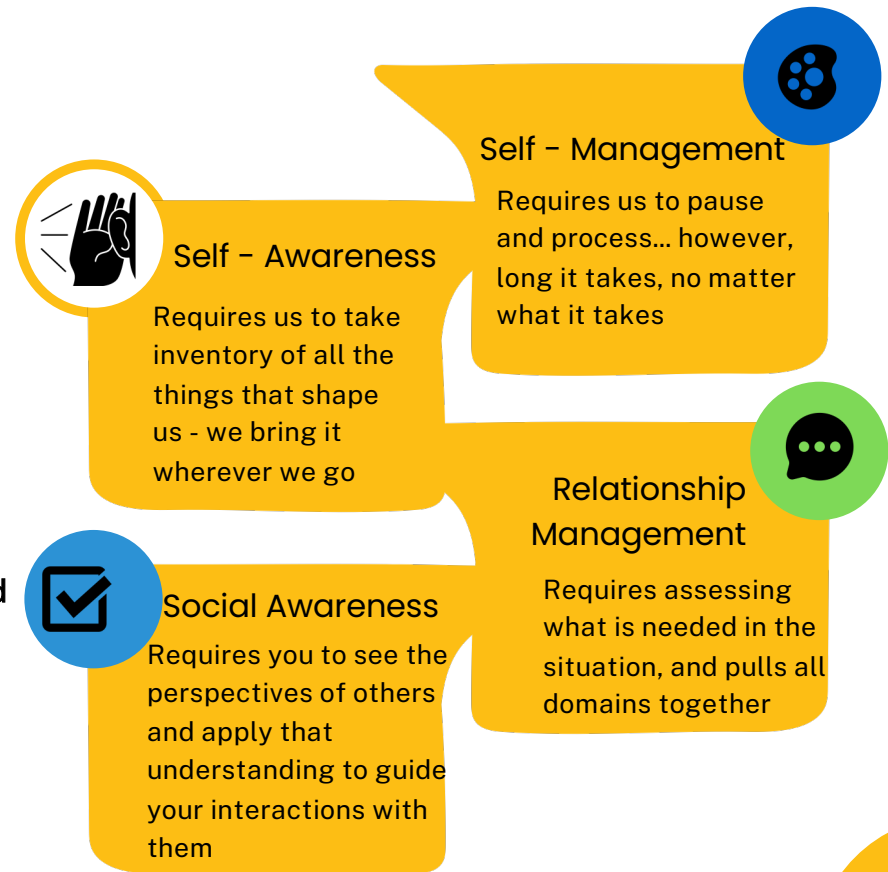 Self - Management
Requires us to pause
and process... however,
long it takes, no matter
what it takes
Self - Awareness
Requires us to take
inventory of all the
things that shape
us - we bring it
wherever we go
Relationship
Management
Requires assessing
what is needed in the
situation, and pulls all
domains together
d
Social Awareness
Requires you to see the
perspectives of others
and apply that
understanding to guide
your interactions with
them